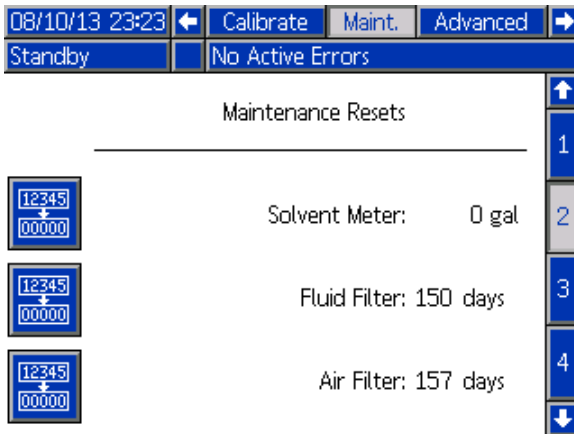 08/10/13 23:23 Calibrate Maint. Advanced
Standby No Active Errors
Maintenance Resets
1
12345
00000
Solvent Meter: 0 gal
2
12345
00000
Fluid Filter: 150 days
3
12345
00000
Air Filter: 157 days
4